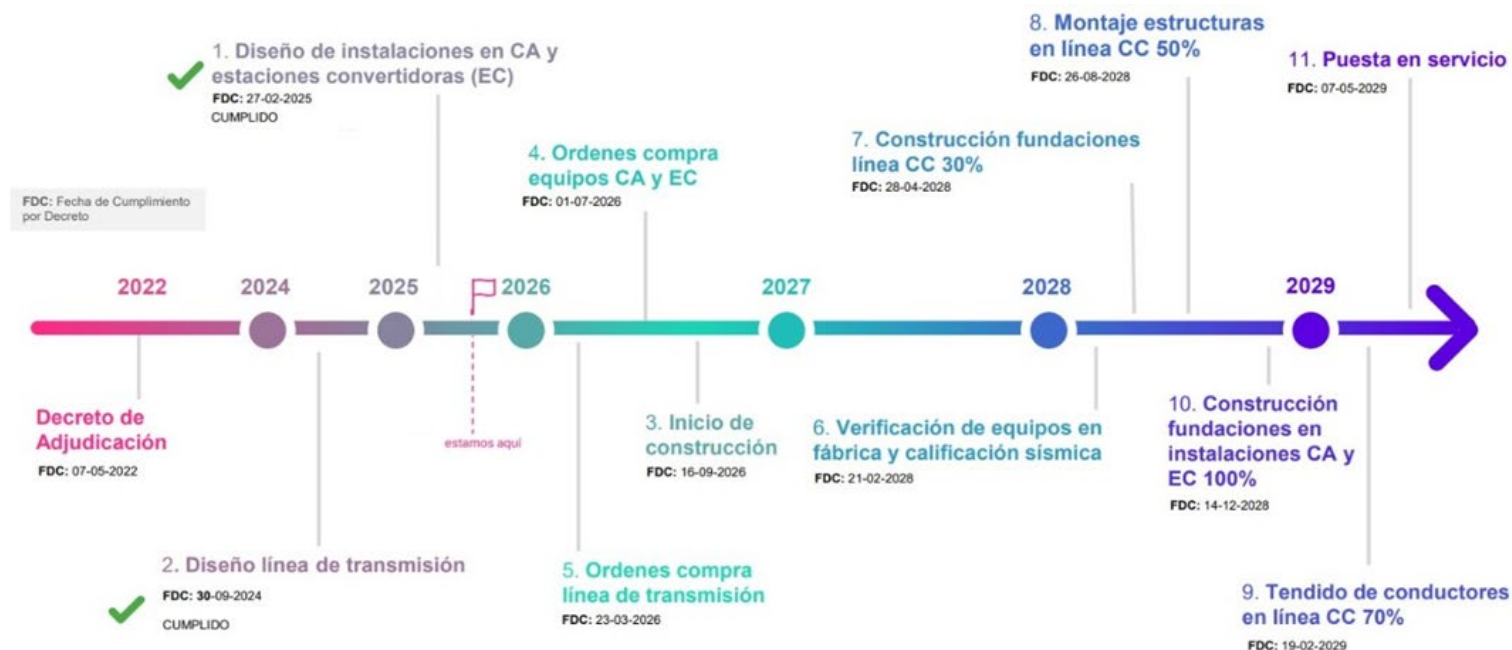 1. Diseño de instalaciones en CA y
estaciones convertidoras (EC)
FDC: 27-02-2025
CUMPLIDO
8. Montaje estructuras
en línea CC 50%
FDC: 26-08-2028
11. Puesta en servicio
FDC: 07-05-2029
4. Ordenes compra
equipos CA y EC
FDC: 01-07-2026
7. Construcción fundaciones
línea CC 30%
FDC: 28-04-2028
FDC: Fecha de Cumplimiento
por Decreto
2022
2024
2025
2026
2027
2028
2029
Decreto de
Adjudicación
FDC: 07-05-2022
estamos aquí
3. Inicio de
construcción
FDC: 16-09-2026
6. Verificación de equipos en
fábrica y calificación sísmica
FDC: 21-02-2028
10. Construcción
fundaciones en
instalaciones CA y
EC 100%
FDC: 14-12-2028
2. Diseño línea de transmisión
FDC: 30-09-2024
CUMPLIDO
5. Ordenes compra
línea de transmisión
FDC: 23-03-2026
9. Tendido de conductores
en línea CC 70%
FDC: 19-02-2029